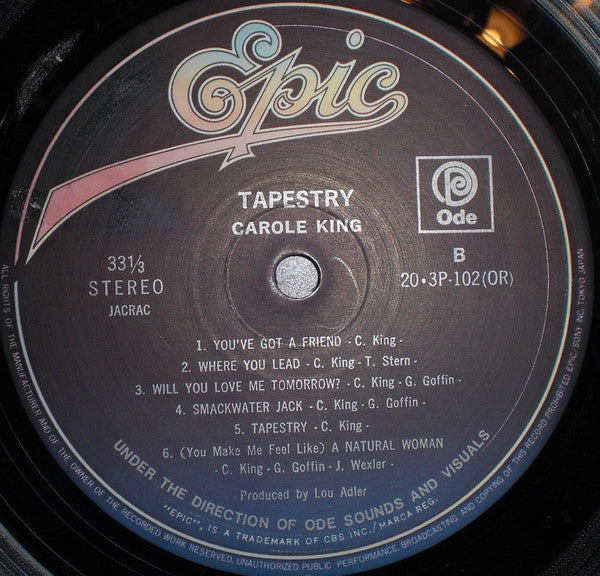 Epic
TAPESTRY
CAROLE KING
Ode
33⅓
STEREO
JACRAC
B
20・3P-102(OR)
1. YOU'VE GOT A FRIEND - C. King -
2. WHERE YOU LEAD - C. King - T. Stern -
3. WILL YOU LOVE ME TOMORROW? - C. King - G. Goffin -
4. SMACKWATER JACK - C. King - G. Goffin -
5. TAPESTRY - C. King -
6. (You Make Me Feel Like) A NATURAL WOMAN
- C. King - G. Goffin - J. Wexler -
Produced by Lou Adler
UNDER THE DIRECTION OF ODE SOUNDS AND VISUALS
"EPIC", IS A TRADEMARK OF CBS INC./MARCA REG.
ALL RIGHTS OF THE MANUFACTURER AND OF THE OWNER OF THE RECORDED WORK RESERVED, UNAUTHORIZED PUBLIC PERFORMANCE, BROADCASTING AND COPYING OF THIS RECORD PROHIBITED EPIC/SONY INC. TOKYO JAPAN